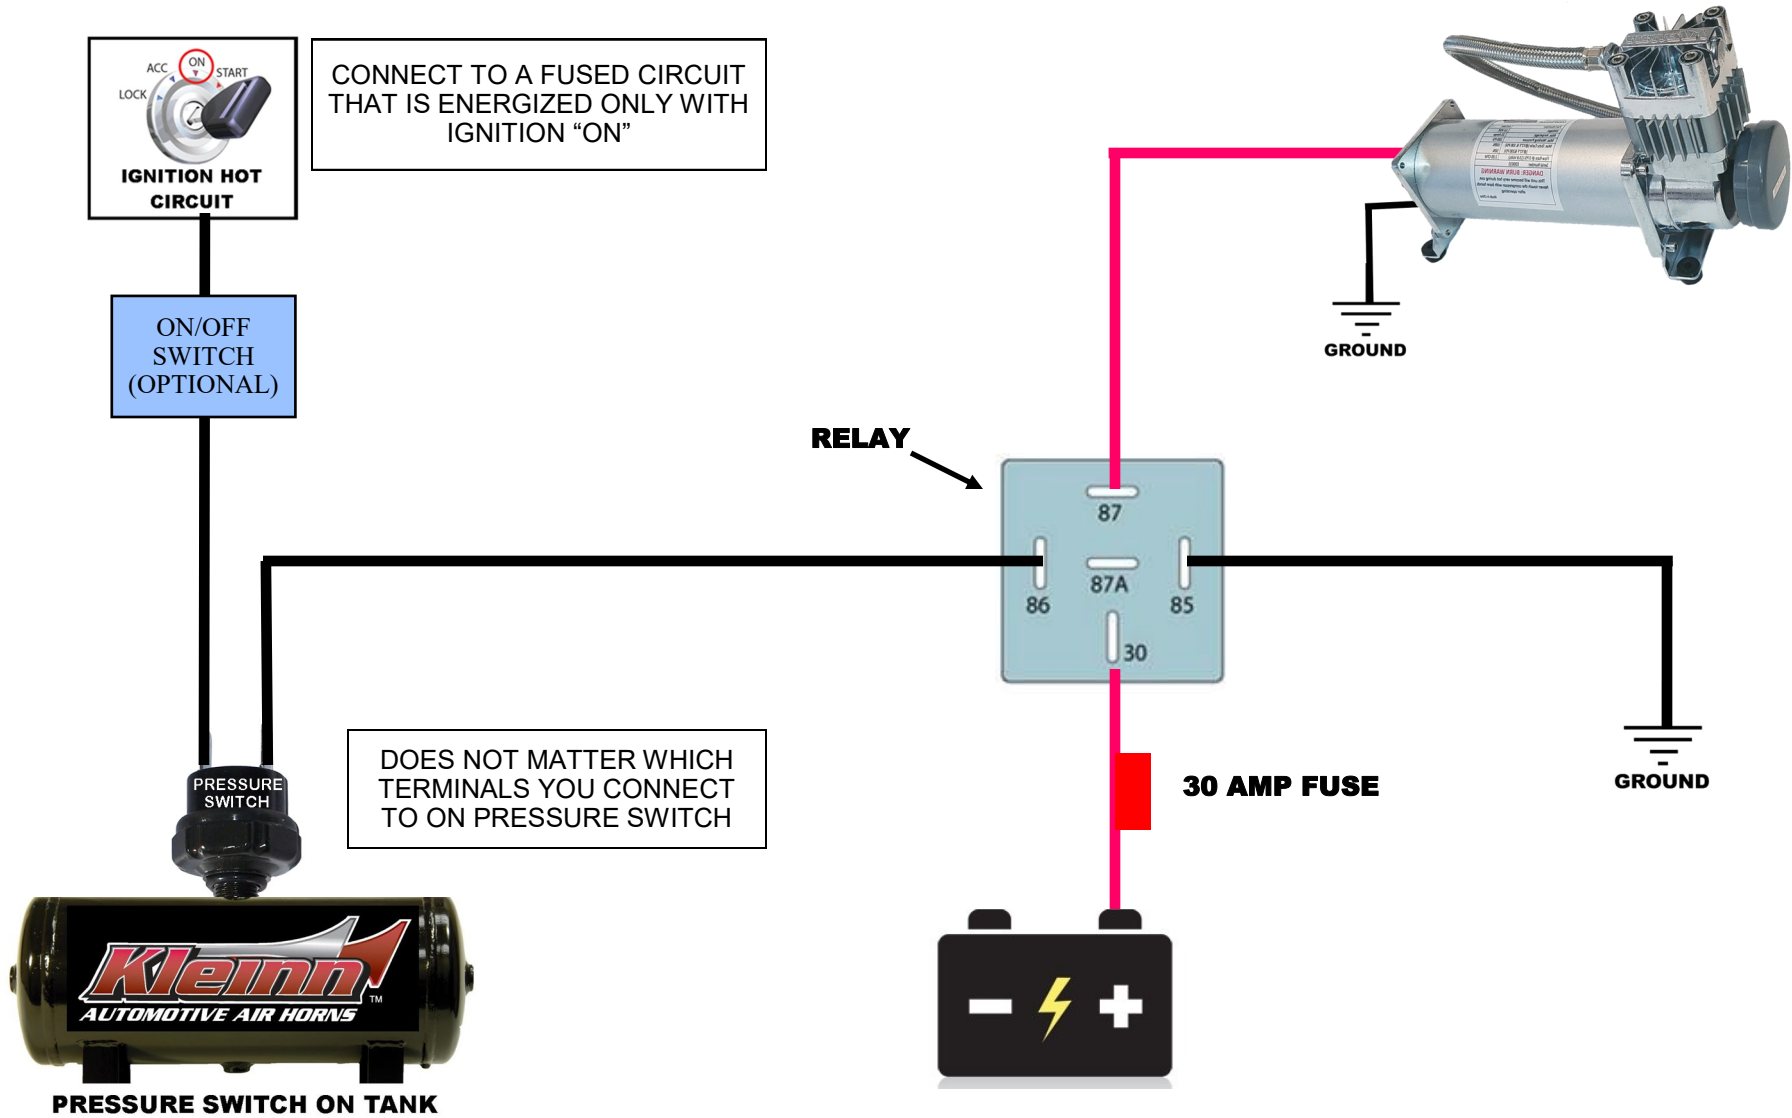 ACC
ON
START
LOCK
IGNITION HOT
CIRCUIT
CONNECT TO A FUSED CIRCUIT
THAT IS ENERGIZED ONLY WITH
IGNITION “ON”
ON/OFF
SWITCH
(OPTIONAL)
GROUND
RELAY
87
87A
86
85
30
PRESSURE
SWITCH
DOES NOT MATTER WHICH
TERMINALS YOU CONNECT
TO ON PRESSURE SWITCH
30 AMP FUSE
GROUND
Kleinn
TM
AUTOMOTIVE AIR HORNS
PRESSURE SWITCH ON TANK